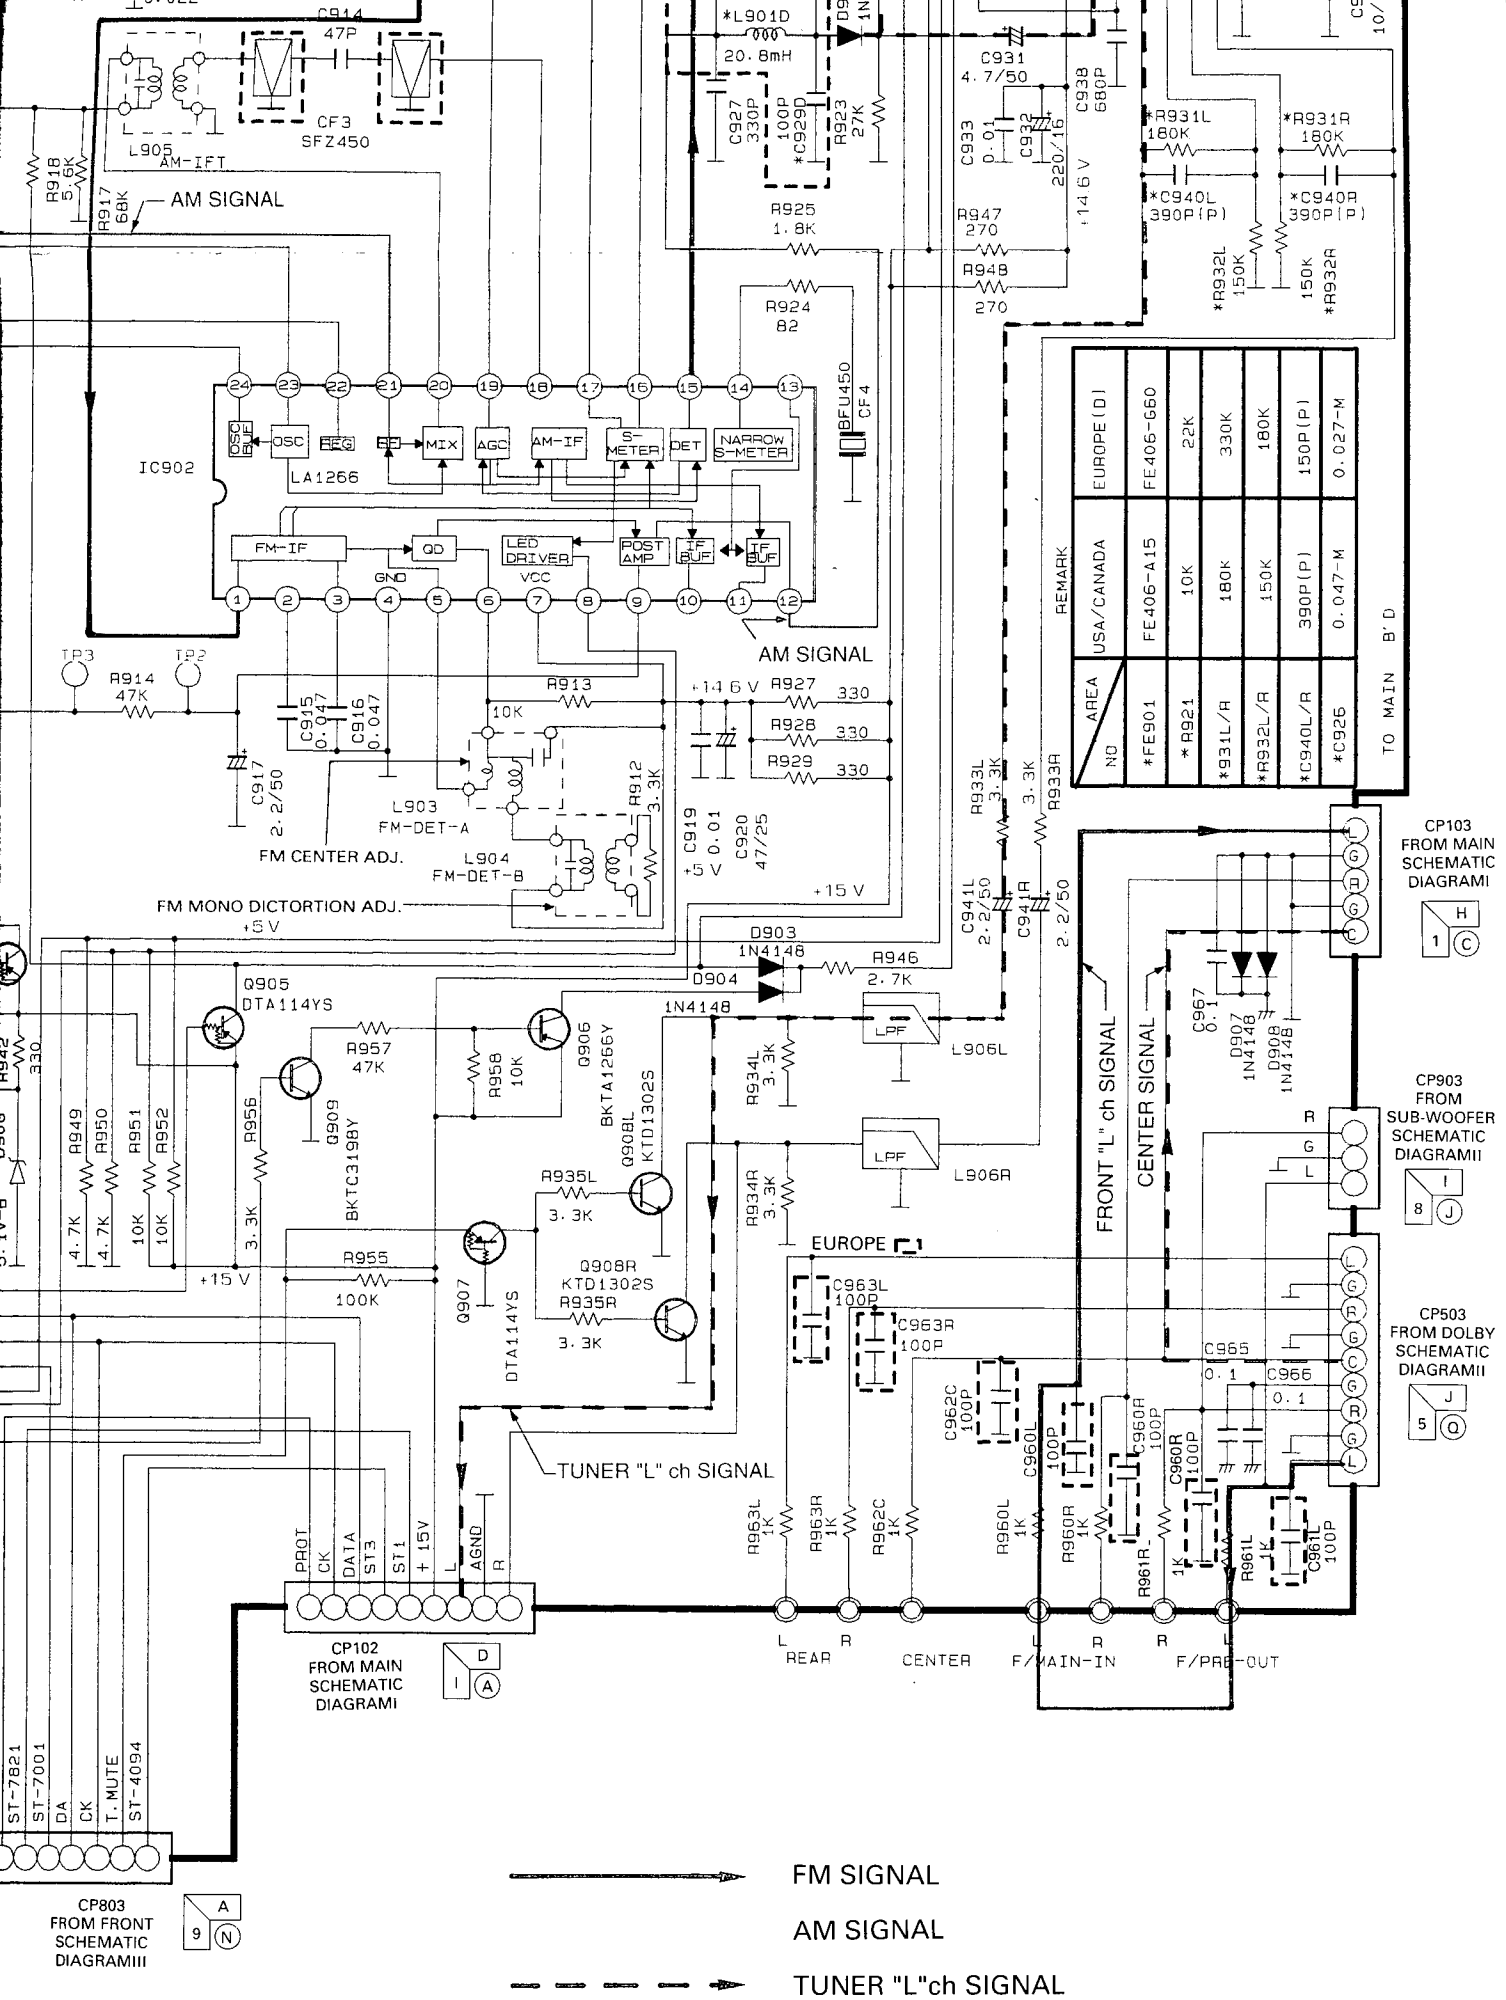 C914
47P
*L901D
20.8mH
C931
4.7/50
C938
680P
10/
CF3
SFZ450
L905
AM-IFT
C927
330P
100P
*C929D
R923
27K
C933
0.01
C932
220/16
+14.6 V
*R931L
180K
*R931R
180K
*C940L
390P(P)
*C940R
390P(P)
R918
5.6K
R917
68K
AM SIGNAL
R925
1.8K
R947
270
R948
270
R924
82
*R932L
150K
150K
*R932R
BFU450
CF4
24 23 22 21 20 19 18 17 16 15 14 13
OSC BUF
OSC
REG
RF
MIX
AGC
AM-IF
S-METER
DET
NARROW S-METER
IC902
LA1266
FM-IF
QD
LED DRIVER
POST AMP
IF BUF
IF BUF
GND
VCC
1 2 3 4 5 6 7 8 9 10 11 12
AM SIGNAL
REMARK
NO AREA USA/CANADA EUROPE(D)
*FE901 FE406-A15 FE406-G60
*R921 10K 22K
*931L/R 180K 330K
*R932L/R 150K 180K
*C940L/R 390P(P) 150P(P)
*C925 0.047-M 0.027-M
TO MAIN B'D
TP3
TP2
R914
47K
C915
0.047
C916
0.047
C917
2.2/50
R913
10K
+14.6 V
R927
330
R928
330
R929
330
L903
FM-DET-A
FM CENTER ADJ.
L904
FM-DET-B
FM MONO DICTORTION ADJ.
R912
3.3K
C919
0.01
C920
47/25
+5 V
+15 V
R933L
3.3K
3.3K
R933R
C941L
2.2/50
C941R
2.2/50
CP103
FROM MAIN
SCHEMATIC
DIAGRAMI
H
1 C
L
G
R
G
C
+5 V
D903
1N4148
D904
1N4148
R946
2.7K
Q905
DTA114YS
R957
47K
R958
10K
Q906
BKTA1266Y
LPF
L906L
R934L
3.3K
C967
0.1
D907
1N4148
D908
1N4148
FRONT "L" ch SIGNAL
CENTER SIGNAL
R942
330
R949
4.7K
R950
4.7K
R951
10K
R952
10K
R956
3.3K
Q909
BKTC3198Y
Q908L
KTD1302S
R935L
3.3K
LPF
L906R
R934R
3.3K
CP903
FROM
SUB-WOOFER
SCHEMATIC
DIAGRAMII
I
8 J
R
G
L
+15 V
R955
100K
Q907
DTA114YS
Q908R
KTD1302S
R935R
3.3K
EUROPE
C963L
100P
C963R
100P
C962C
100P
C960L
100P
C960R
100P
C960R
100P
C965
0.1
C966
0.1
L
G
R
G
C
G
R
G
L
CP503
FROM DOLBY
SCHEMATIC
DIAGRAMII
J
5 Q
TUNER "L" ch SIGNAL
R963L
1K
R963R
1K
R962C
1K
R960L
1K
R960R
1K
R961R
1K
R961L
1K
C961L
100P
PROT
CK
DATA
ST3
ST1
+ 15V
L
AGND
R
CP102
FROM MAIN
SCHEMATIC
DIAGRAMI
D
I A
L R
REAR
CENTER
L R
F/MAIN-IN
R L
F/PRE-OUT
ST-7821
ST-7001
DA
CK
T.MUTE
ST-4094
CP803
FROM FRONT
SCHEMATIC
DIAGRAMIII
A
9 N
FM SIGNAL
AM SIGNAL
TUNER "L"ch SIGNAL